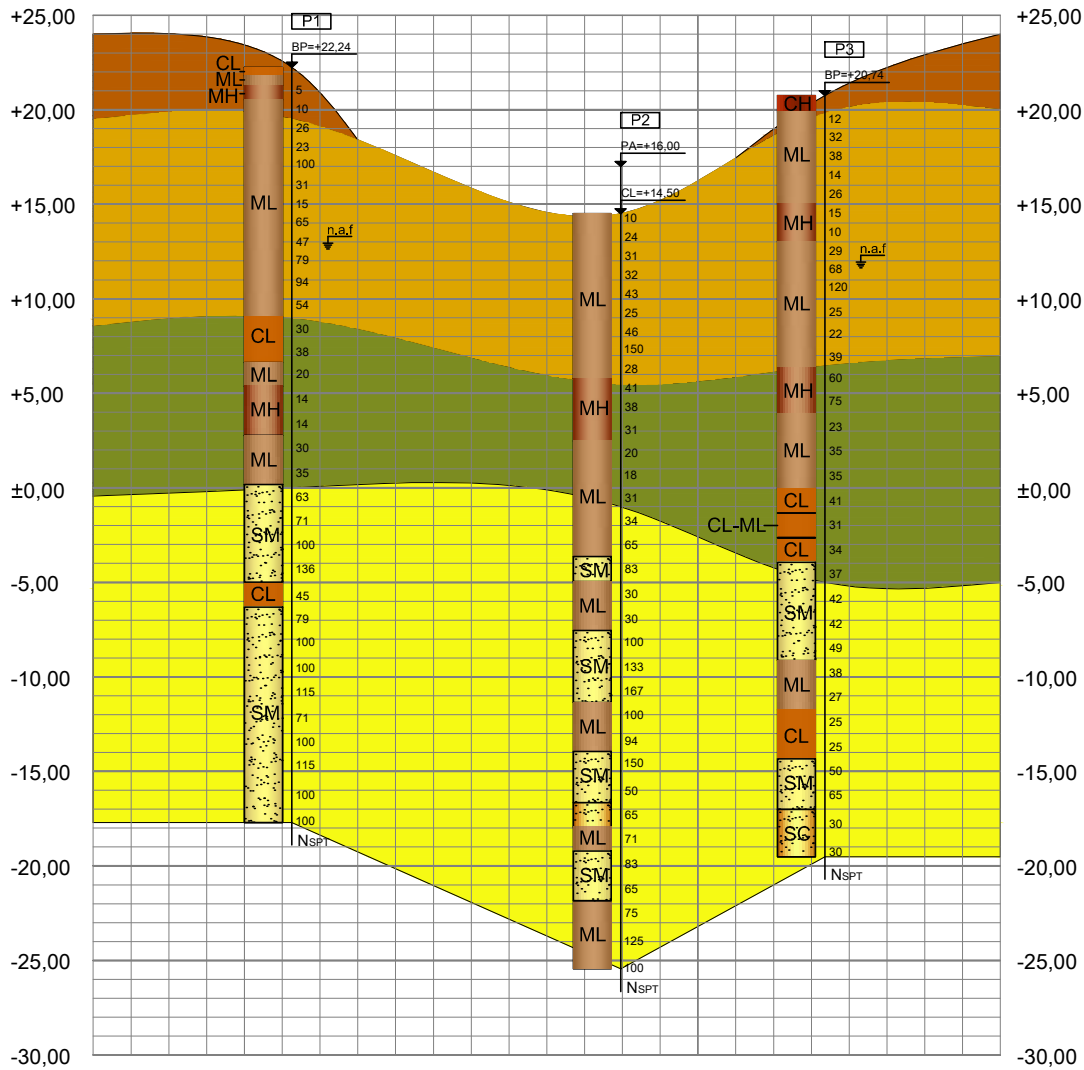 +25,00
+20,00
+15,00
+10,00
+5,00
±0,00
-5,00
-10,00
-15,00
-20,00
-25,00
-30,00
P1
BP=+22,24
CL
ML
MH
ML
CL
ML
MH
ML
SM
CL
SM
n.a.f
5
10
26
23
100
31
15
65
47
79
94
54
30
38
20
14
14
30
35
63
71
100
136
45
79
100
100
115
71
100
115
100
100
NSPT
P2
PA=+16,00
CL=+14,50
ML
MH
ML
SM
ML
SM
ML
SM
ML
SM
ML
10
24
31
32
43
25
46
150
28
41
38
31
20
18
31
34
65
83
30
30
100
133
167
100
94
150
50
65
71
83
65
75
125
100
NSPT
P3
BP=+20,74
CH
ML
MH
ML
MH
ML
CL
CL-ML
CL
SM
ML
CL
SM
SC
n.a.f
12
32
38
14
26
15
10
29
68
120
25
22
39
60
75
23
35
35
41
31
34
37
42
42
49
38
27
25
25
50
65
30
30
NSPT
+25,00
+20,00
+15,00
+10,00
+5,00
±0,00
-5,00
-10,00
-15,00
-20,00
-25,00
-30,00